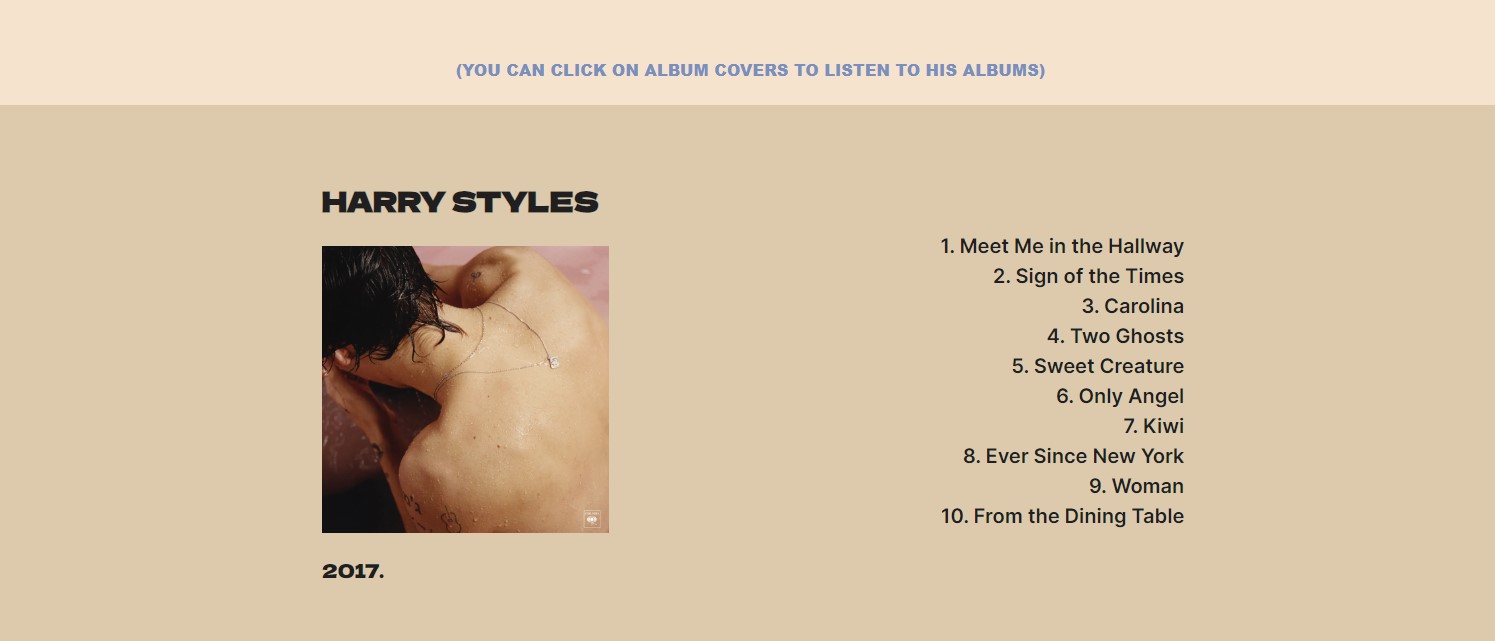 (YOU CAN CLICK ON ALBUM COVERS TO LISTEN TO HIS ALBUMS)
HARRY STYLES
2017.
1. Meet Me in the Hallway
2. Sign of the Times
3. Carolina
4. Two Ghosts
5. Sweet Creature
6. Only Angel
7. Kiwi
8. Ever Since New York
9. Woman
10. From the Dining Table